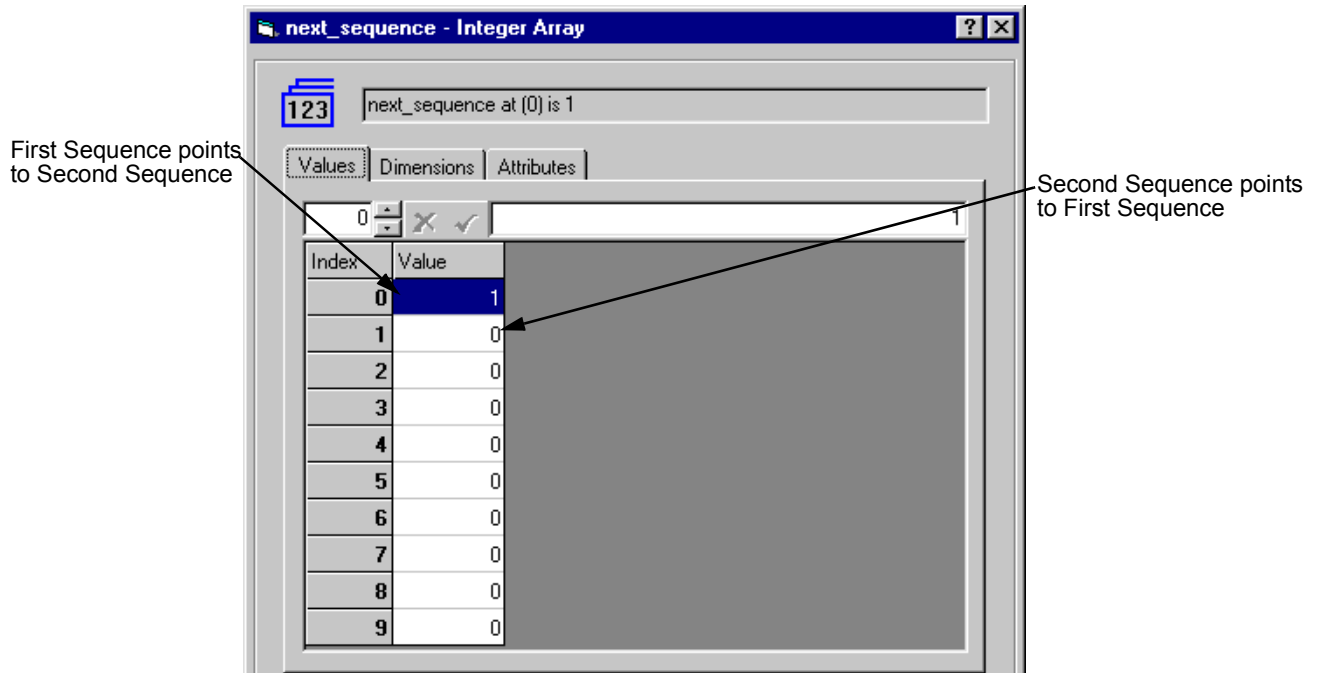 next_sequence - Integer Array
123
next_sequence at (0) is 1
First Sequence points
to Second Sequence
Values Dimensions Attributes
Second Sequence points
to First Sequence
0 1
Index Value
0 1
1 0
2 0
3 0
4 0
5 0
6 0
7 0
8 0
9 0